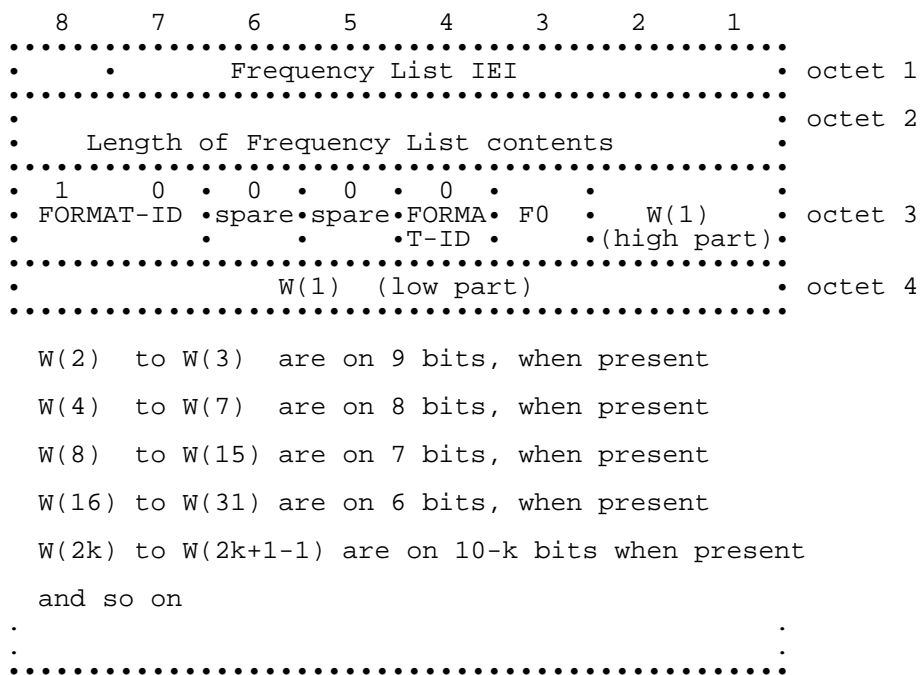 8 7 6 5 4 3 2 1
Frequency List IEI octet 1
octet 2
Length of Frequency List contents
1 0 0 0 0
FORMAT-ID spare spare FORMA F0 W(1) octet 3
T-ID (high part)
W(1) (low part) octet 4
W(2) to W(3) are on 9 bits, when present
W(4) to W(7) are on 8 bits, when present
W(8) to W(15) are on 7 bits, when present
W(16) to W(31) are on 6 bits, when present
W(2k) to W(2k+1-1) are on 10-k bits when present
and so on